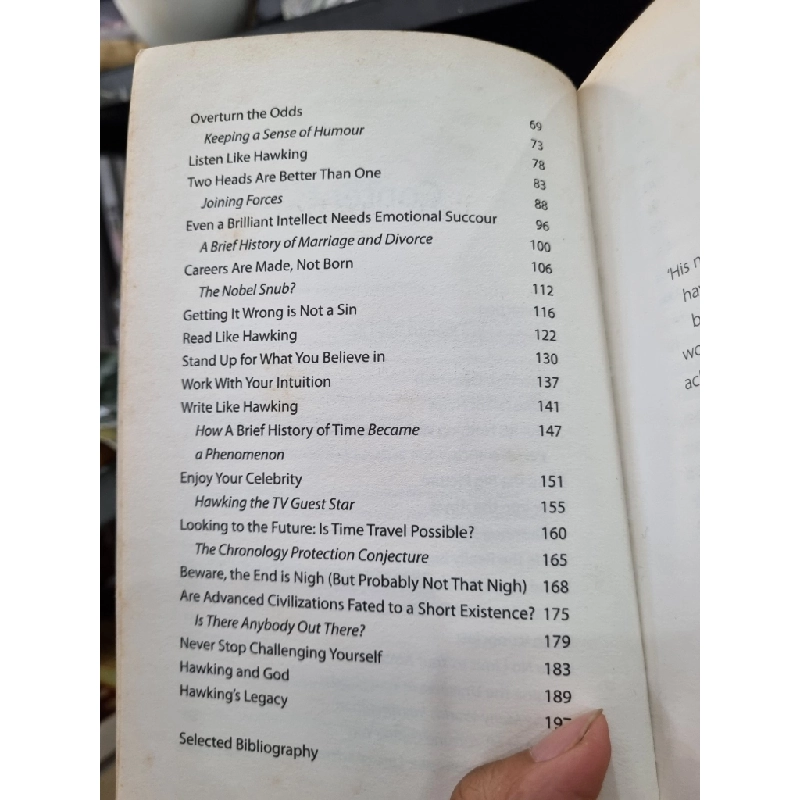 Overturn the Odds 69
Keeping a Sense of Humour 73
Listen Like Hawking 78
Two Heads Are Better Than One 83
Joining Forces 88
Even a Brilliant Intellect Needs Emotional Succour 96
A Brief History of Marriage and Divorce 100
Careers Are Made, Not Born 106
The Nobel Snub? 112
Getting It Wrong is Not a Sin 116
Read Like Hawking 122
Stand Up for What You Believe in 130
Work With Your Intuition 137
Write Like Hawking 141
How A Brief History of Time Became 147
a Phenomenon
Enjoy Your Celebrity 151
Hawking the TV Guest Star 155
Looking to the Future: Is Time Travel Possible? 160
The Chronology Protection Conjecture 165
Beware, the End is Nigh (But Probably Not That Nigh) 168
Are Advanced Civilizations Fated to a Short Existence? 175
Is There Anybody Out There? 179
Never Stop Challenging Yourself 183
Hawking and God 189
Hawking's Legacy
Selected Bibliography
'His